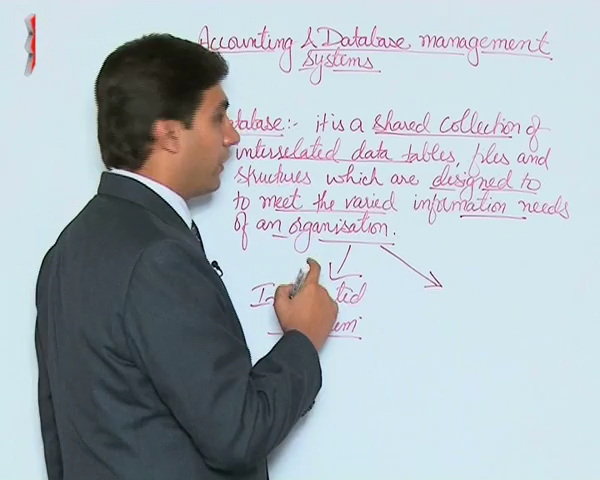 Accounting & Database management
Systems
Database:- it is a shared collection of
interrelated data tables, files and
structures which are designed to
to meet the varied information needs
of an organisation.